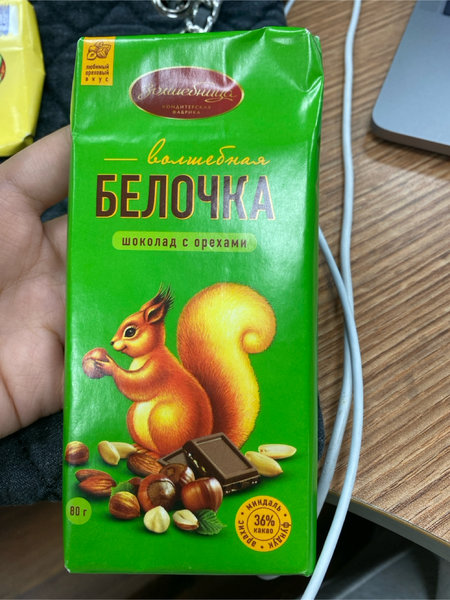 любимый
ореховый
вкус
Волшебница
КОНДИТЕРСКАЯ
ФАБРИКА
волшебная
БЕЛОЧКА
шоколад с орехами
80 г
миндаль • фундук • арахис •
36%
какао